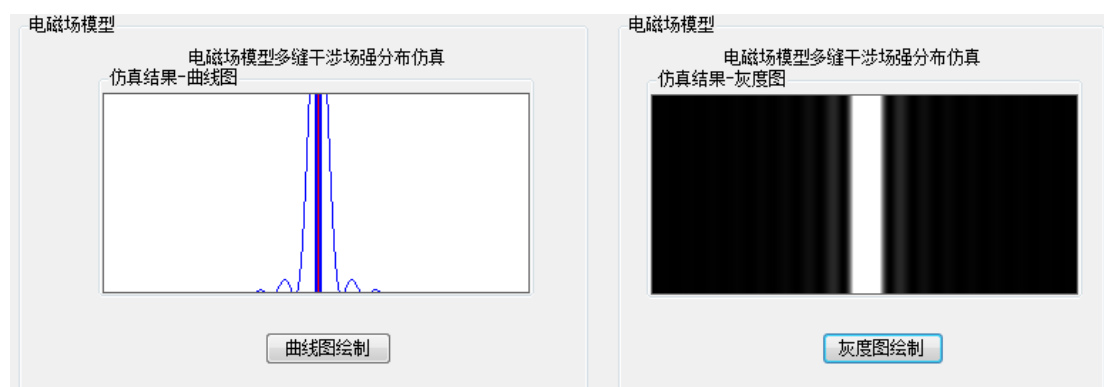 电磁场模型
电磁场模型多缝干涉场强分布仿真
仿真结果-曲线图
曲线图绘制
电磁场模型
电磁场模型多缝干涉场强分布仿真
仿真结果-灰度图
灰度图绘制